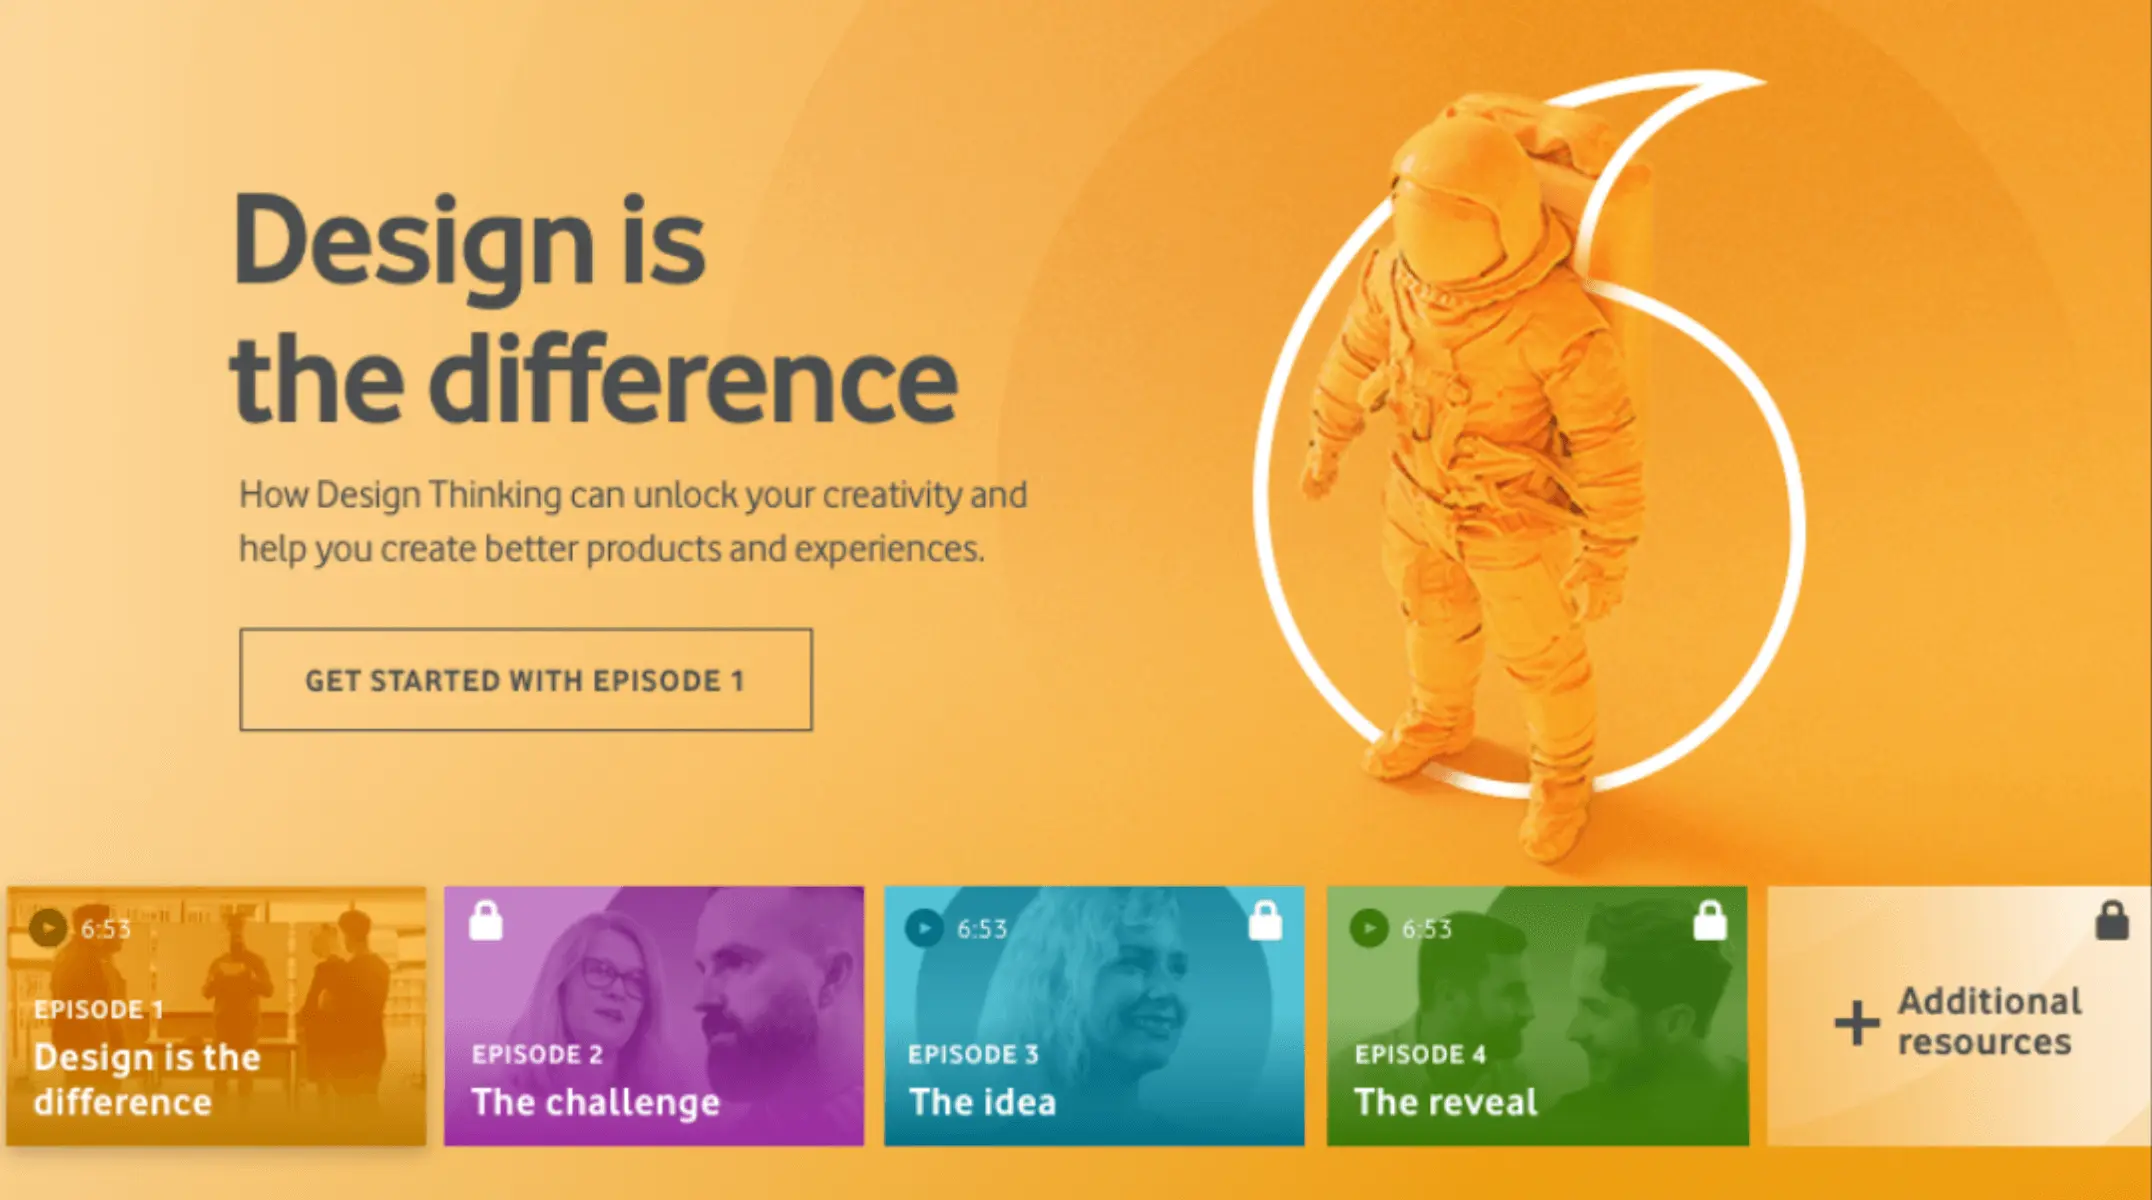 Design is
the difference
How Design Thinking can unlock your creativity and
help you create better products and experiences.
GET STARTED WITH EPISODE 1
6:53
EPISODE 1
Design is the
difference
EPISODE 2
The challenge
6:53
EPISODE 3
The idea
6:53
EPISODE 4
The reveal
+ Additional
resources